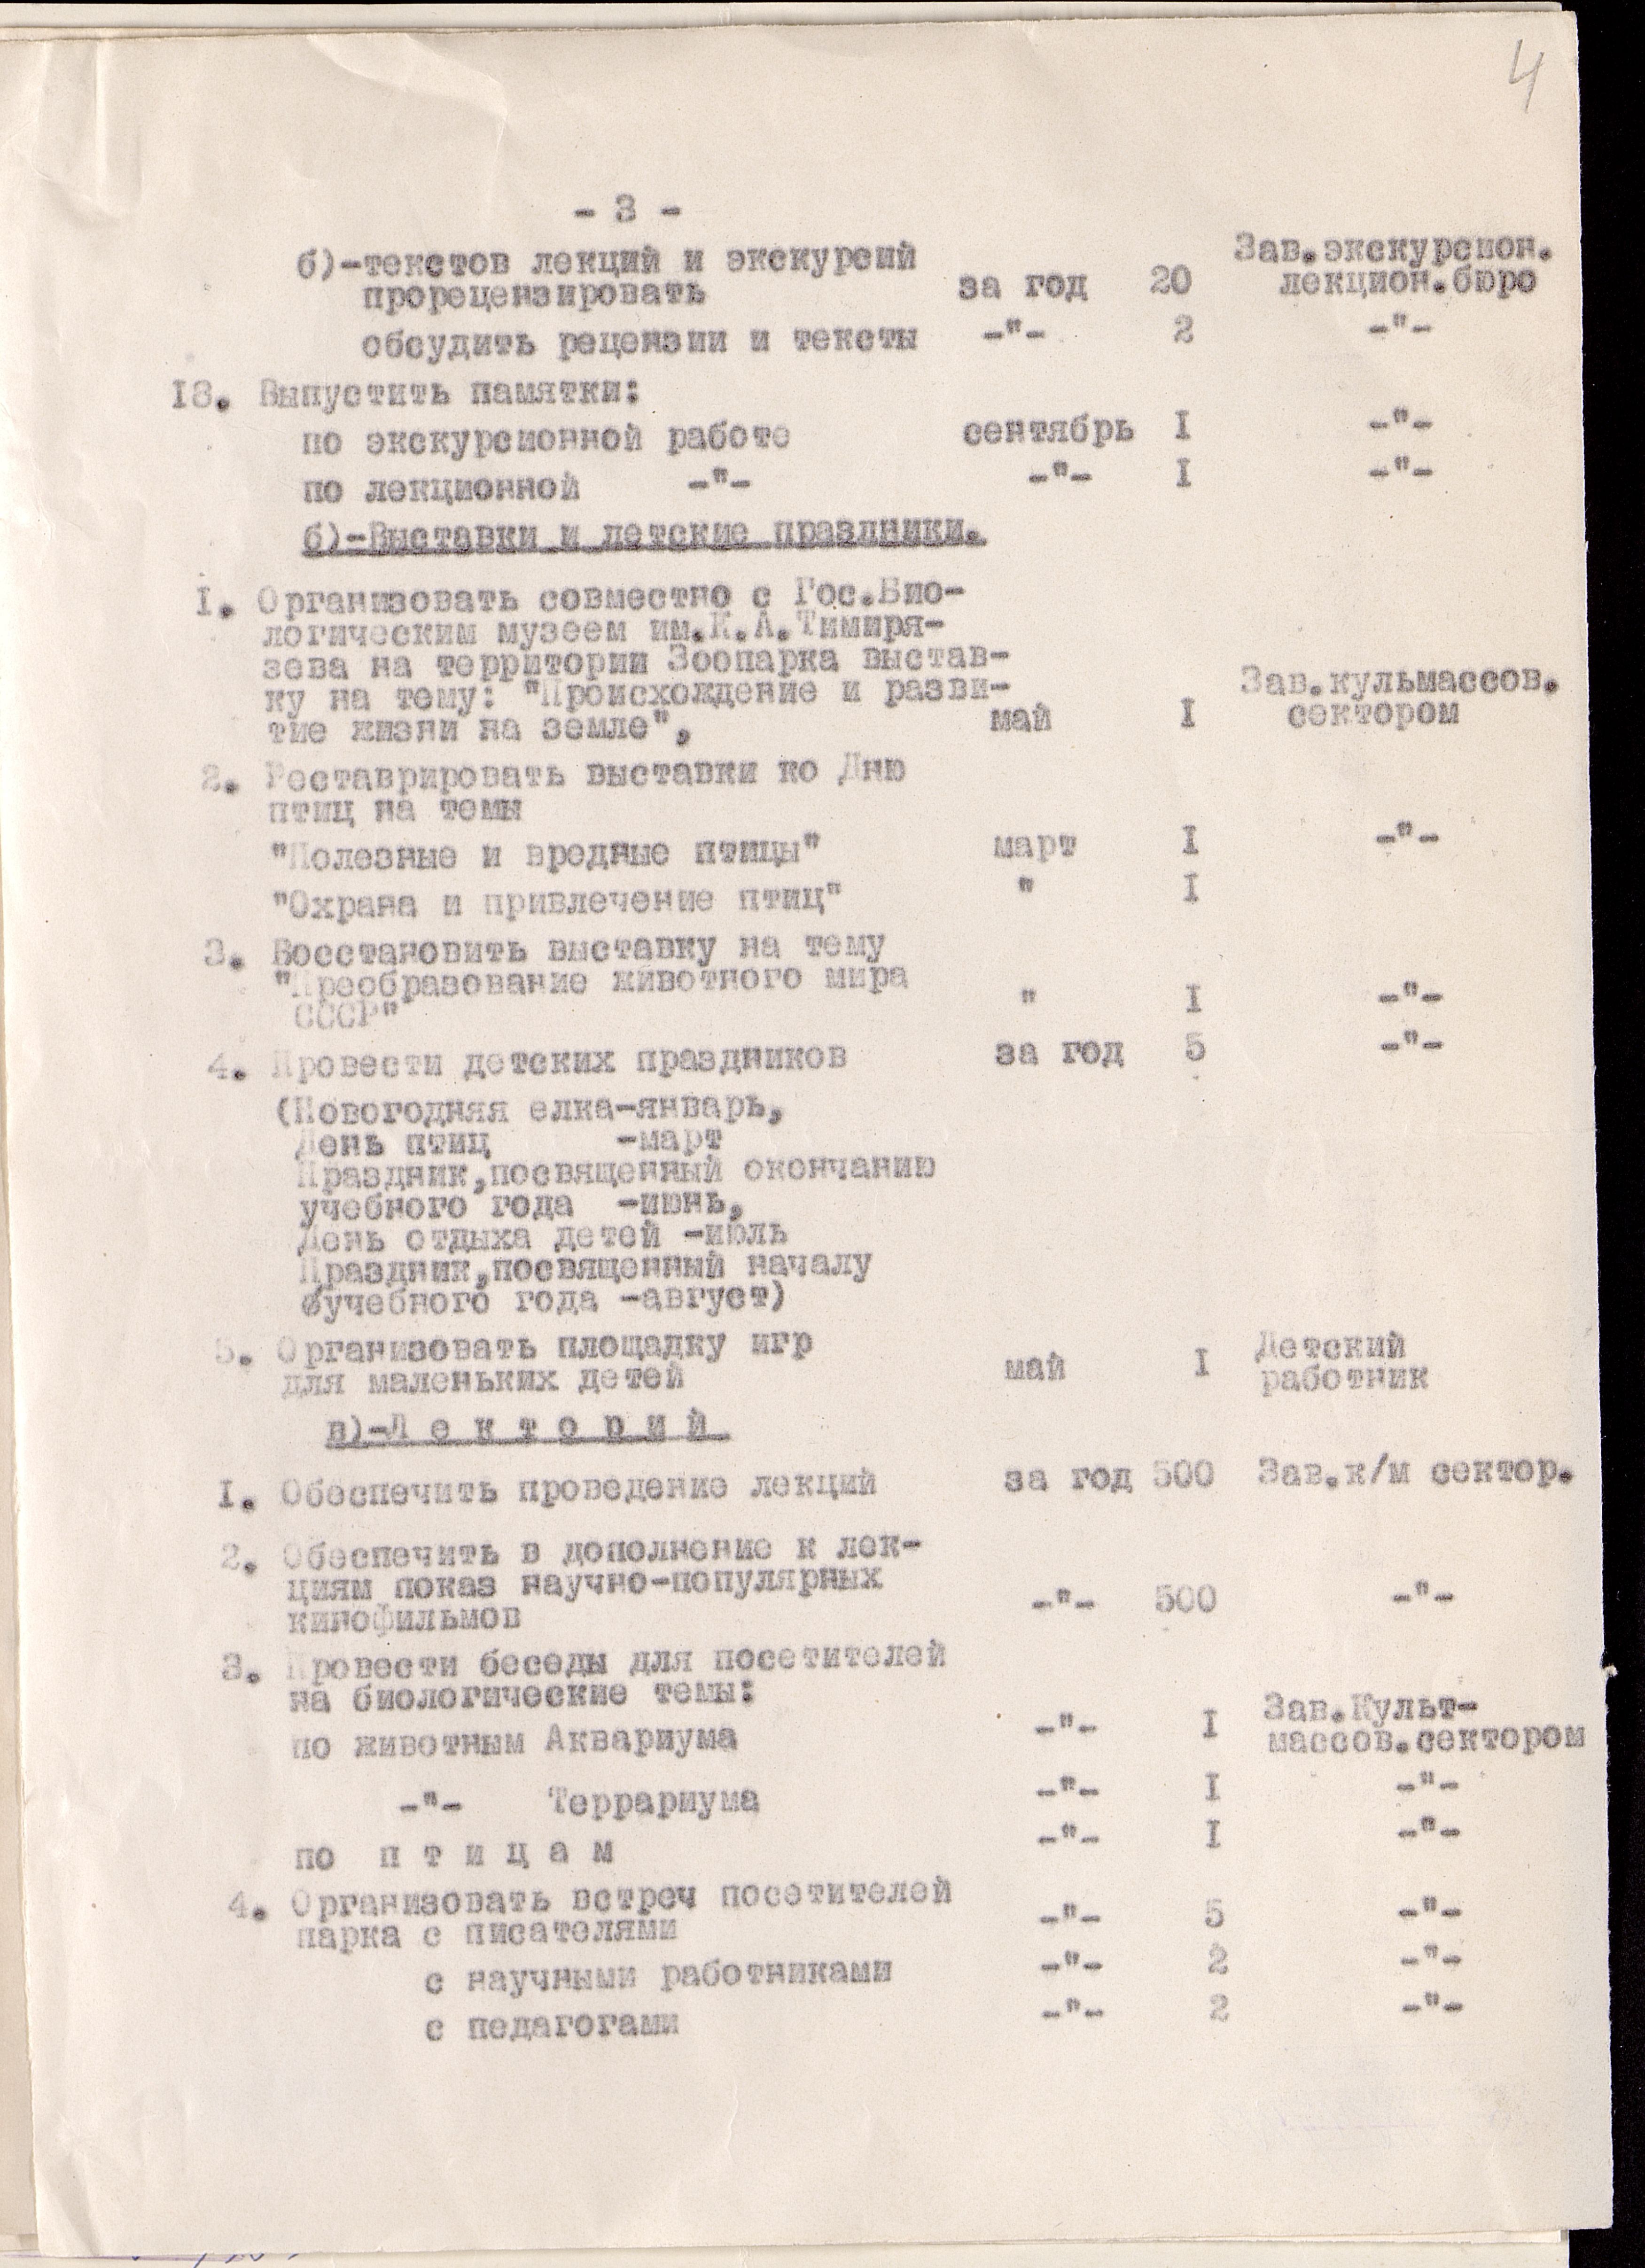 4
- 3 -
б)-текстов лекций и экскурсий
прорецензировать за год 20 Зав.экскурсион. лекцион.бюро
обсудить рецензии и тексты -"- 2 -"-
I3. Выпустить памятки:
по экскурсионной работе сентябрь I -"-
по лекционной -"- -"- I -"-
б)-Выставки и детские праздники.
I. Организовать совместно с Гос.Био-
логическим музеем им.К.А.Тимиря-
зева на территории Зоопарка выстав-
ку на тему: "Происхождение и разви-
тие жизни на земле", май I Зав.кульмассов. сектором
2. Реставрировать выставки ко Дню
птиц на темы
"Полезные и вредные птицы" март I -"-
"Охрана и привлечение птиц" " I
3. Восстановить выставку на тему
"Преобразование животного мира
СССР" " I -"-
4. Провести детских праздников за год 5 -"-
(Новогодняя елка-январь,
День птиц -март
Праздник,посвященный окончанию
учебного года -июнь,
День отдыха детей -июль
Праздник,посвященный началу
учебного года -август)
5. Организовать площадку игр
для маленьких детей май I Детский работник
в)-Л е к т о р и й
I. Обеспечить проведение лекций за год 500 Зав.к/м сектор.
2. Обеспечить в дополнение к лек-
циям показ научно-популярных
кинофильмов -"- 500 -"-
3. Провести беседы для посетителей
на биологические темы:
по животным Аквариума -"- I Зав.Культ- массов.сектором
-"- Террариума -"- I -"-
по п т и ц а м -"- I -"-
4. Организовать встреч посетителей
парка с писателями -"- 5 -"-
с научными работниками -"- 2 -"-
с педагогами -"- 2 -"-